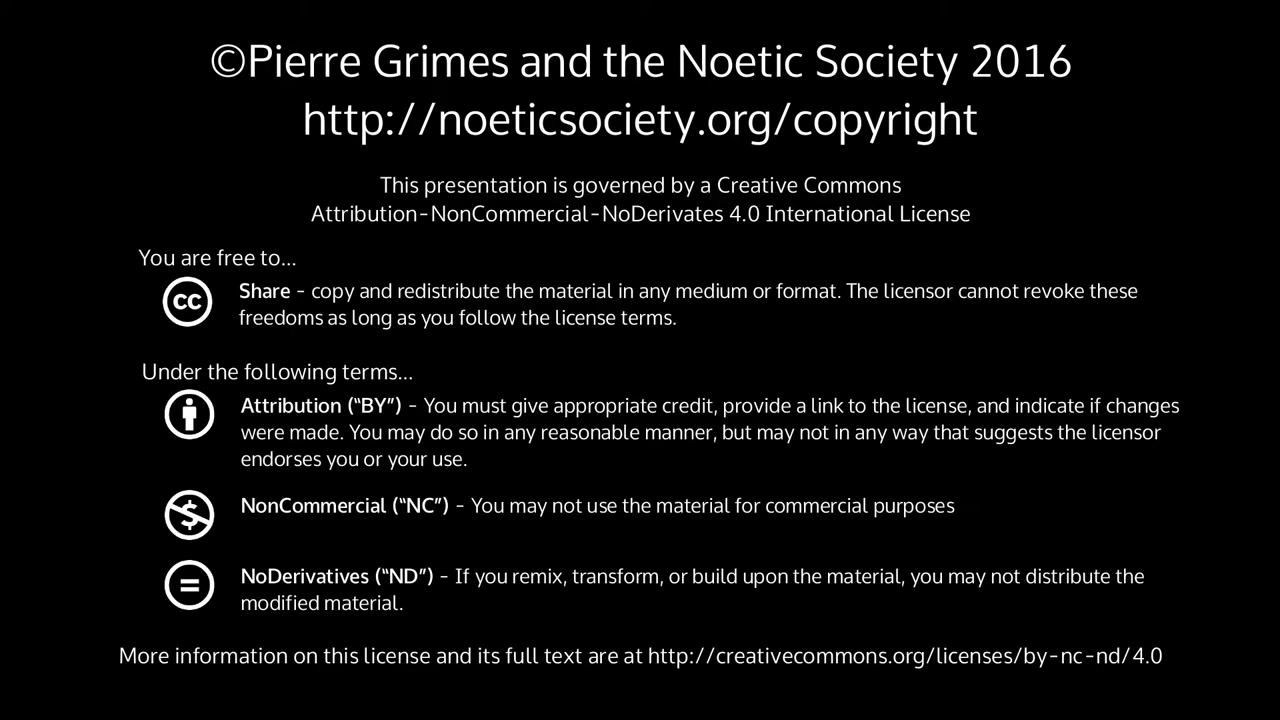 ©Pierre Grimes and the Noetic Society 2016
http://noeticsociety.org/copyright
This presentation is governed by a Creative Commons
Attribution-NonCommercial-NoDerivates 4.0 International License
You are free to...
cc
Share - copy and redistribute the material in any medium or format. The licensor cannot revoke these
freedoms as long as you follow the license terms.
Under the following terms...
Attribution (“BY”) - You must give appropriate credit, provide a link to the license, and indicate if changes
were made. You may do so in any reasonable manner, but may not in any way that suggests the licensor
endorses you or your use.
NonCommercial (“NC”) - You may not use the material for commercial purposes
NoDerivatives (“ND”) - If you remix, transform, or build upon the material, you may not distribute the
modified material.
More information on this license and its full text are at http://creativecommons.org/licenses/by-nc-nd/4.0